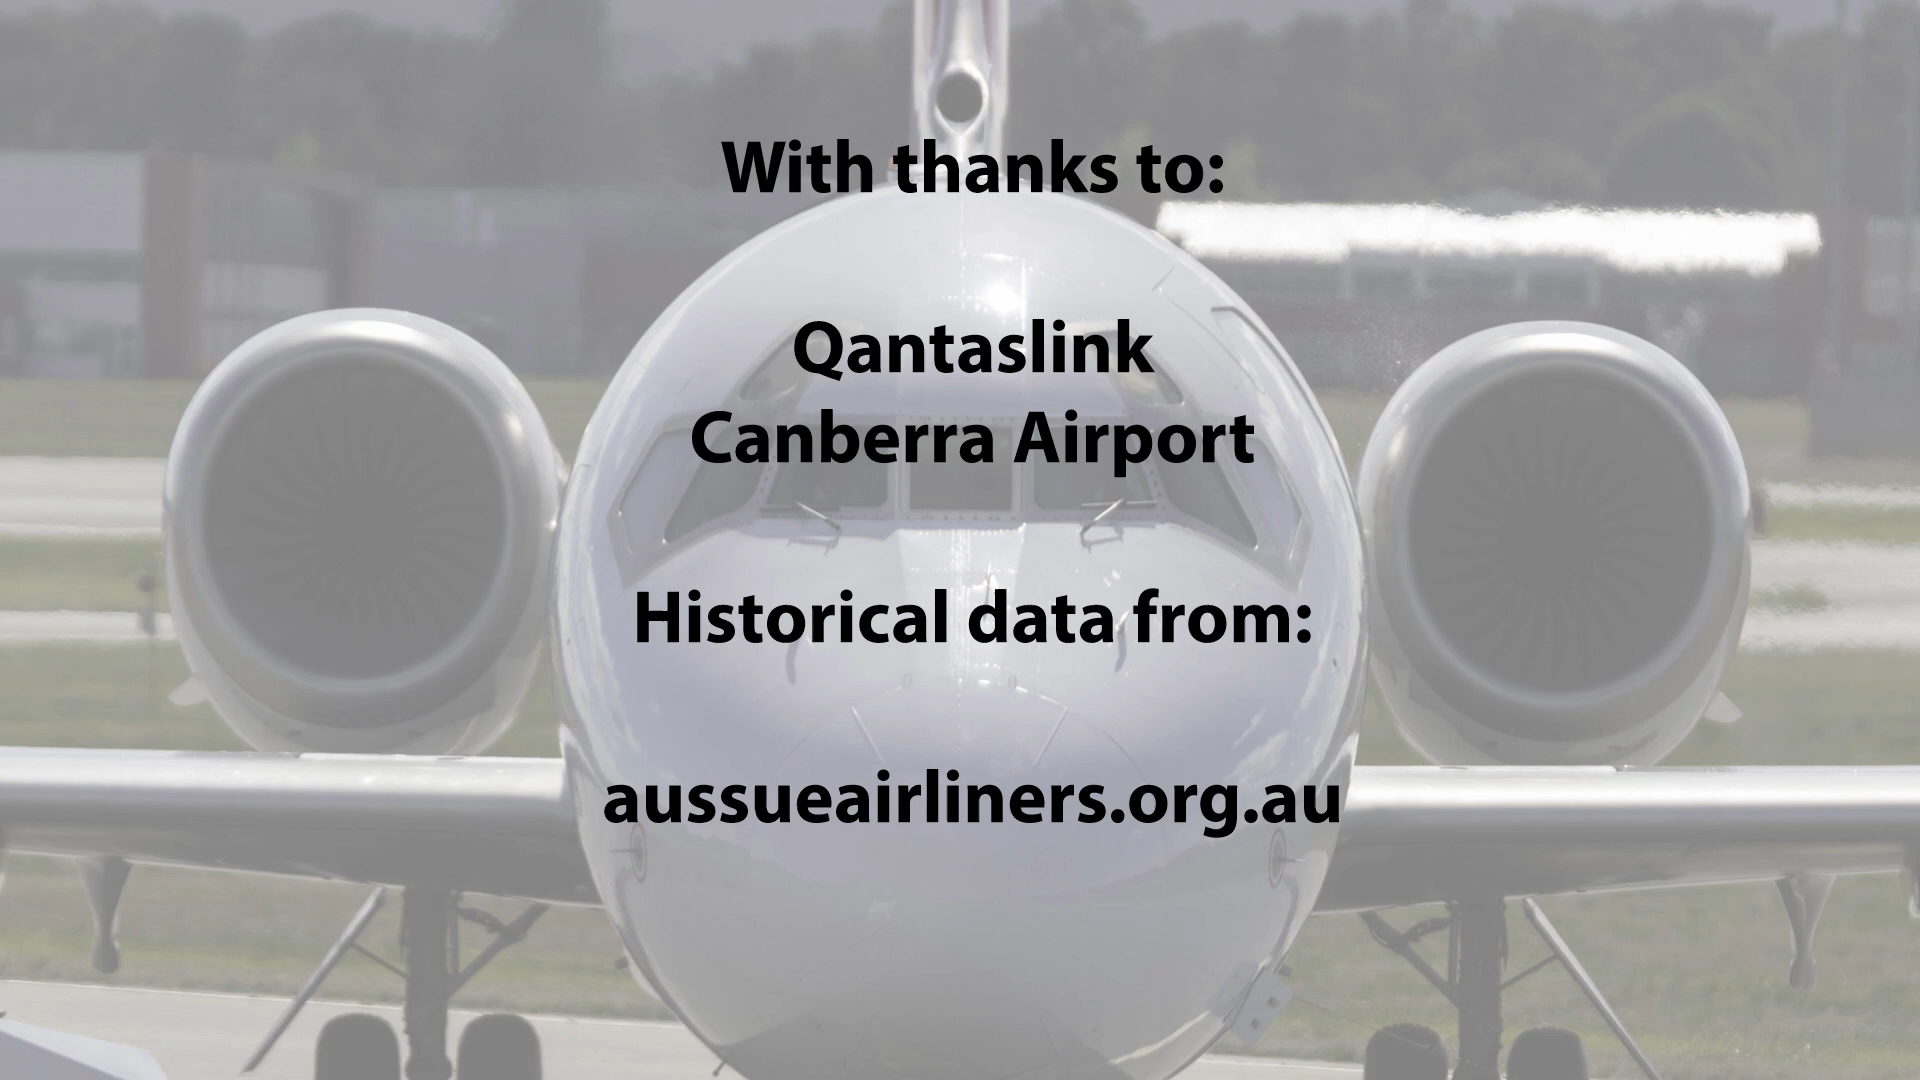 With thanks to:
Qantaslink
Canberra Airport
Historical data from:
aussueairliners.org.au